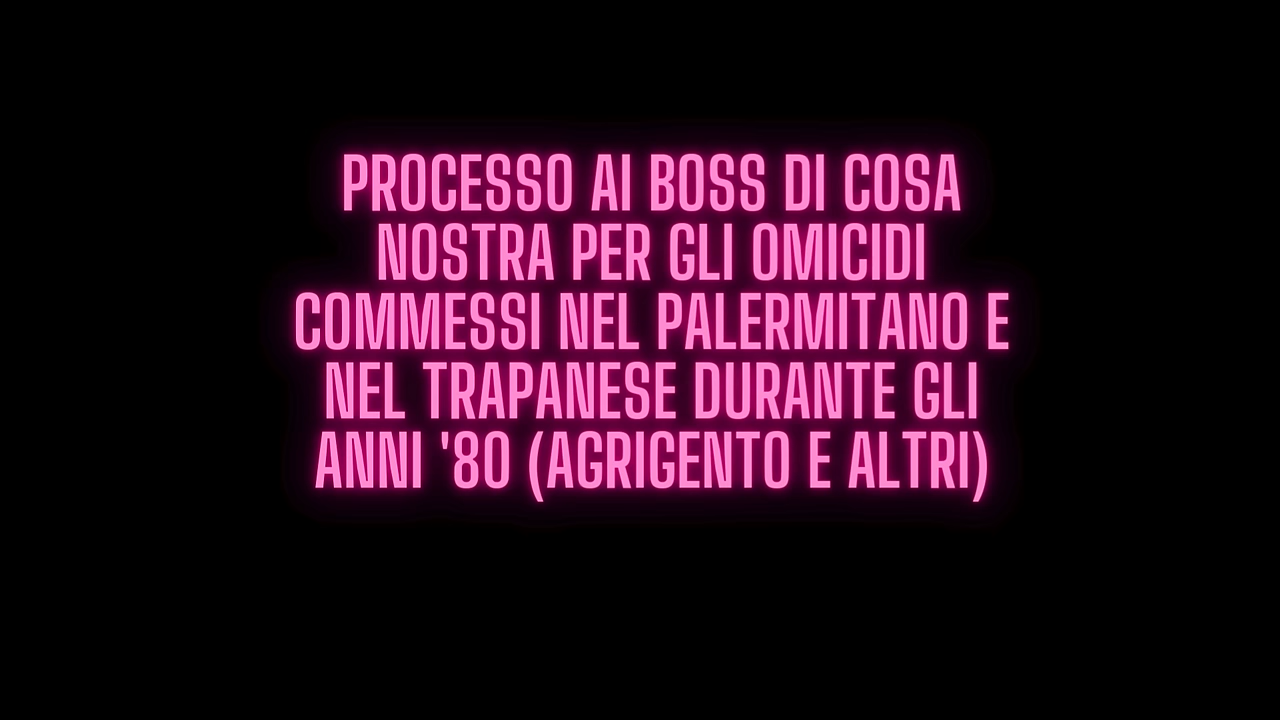 PROCESSO AI BOSS DI COSA
NOSTRA PER GLI OMICIDI
COMMESSI NEL PALERMITANO E
NEL TRAPANESE DURANTE GLI
ANNI '80 (AGRIGENTO E ALTRI)